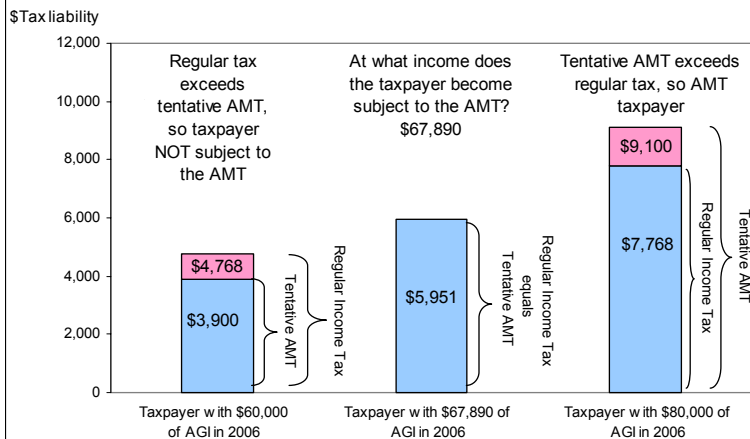 $Tax liability
12,000
10,000
8,000
6,000
4,000
2,000
0
Regular tax
exceeds
tentative AMT,
so taxpayer
NOT subject to
the AMT
$4,768
$3,900
Tentative AMT
Regular Income Tax
Taxpayer with $60,000
of AGI in 2006
At what income does
the taxpayer become
subject to the AMT?
$67,890
$5,951
Regular Income Tax
equals
Tentative AMT
Taxpayer with $67,890 of
AGI in 2006
Tentative AMT exceeds
regular tax, so AMT
taxpayer
$9,100
$7,768
Regular Income Tax
Tentative AMT
Taxpayer with $80,000 of
AGI in 2006